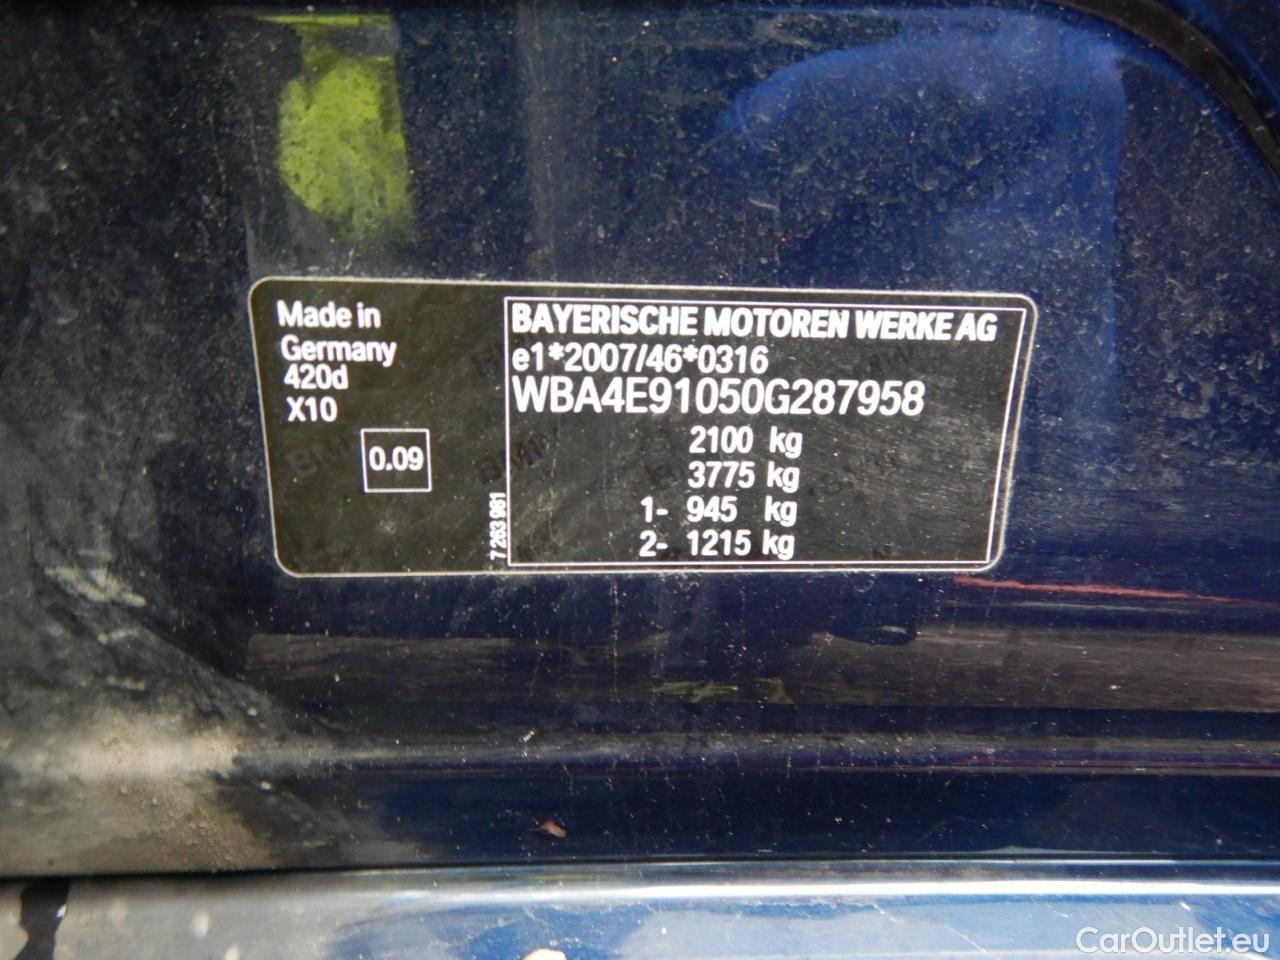 Made in
Germany
420d
X10
0.09
7 263 981
BAYERISCHE MOTOREN WERKE AG
e1*2007/46*0316
WBA4E91050G287958
2100 kg
3775 kg
1- 945 kg
2- 1215 kg
CarOutlet.eu